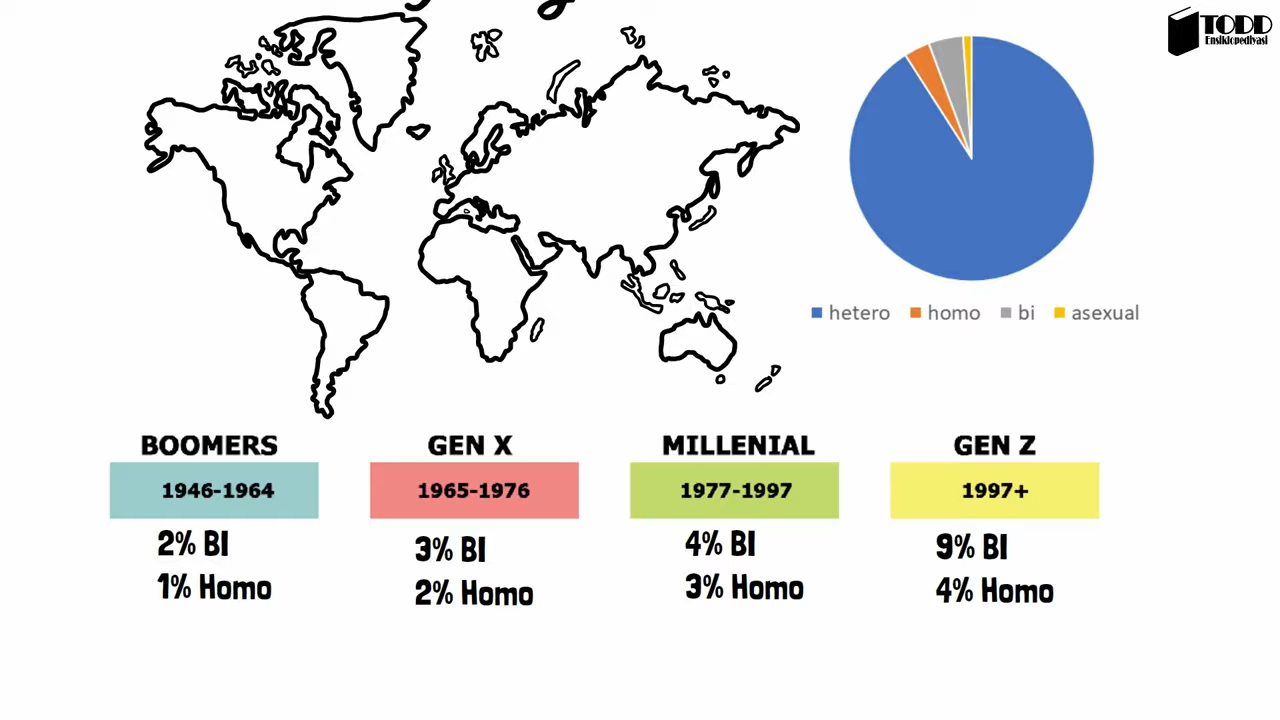 TODD
Ensiklopediyasi
hetero homo bi asexual
BOOMERS GEN X MILLENIAL GEN Z
1946-1964 1965-1976 1977-1997 1997+
2% BI 3% BI 4% BI 9% BI
1% Homo 2% Homo 3% Homo 4% Homo